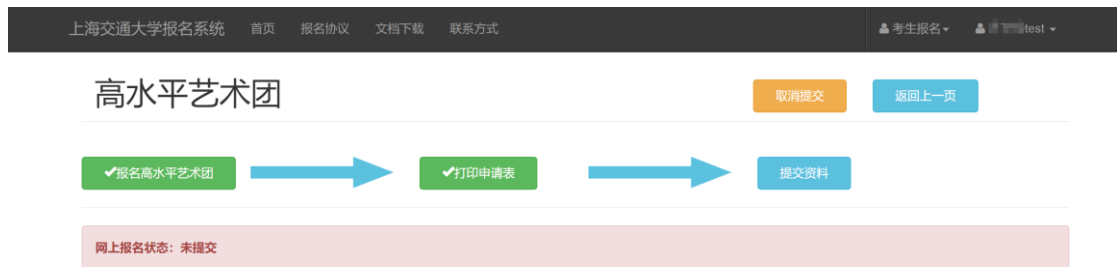 上海交通大学报名系统 首页 报名协议 文档下载 联系方式 考生报名 test
高水平艺术团 取消提交 返回上一页
报名高水平艺术团 打印申请表 提交资料
网上报名状态：未提交